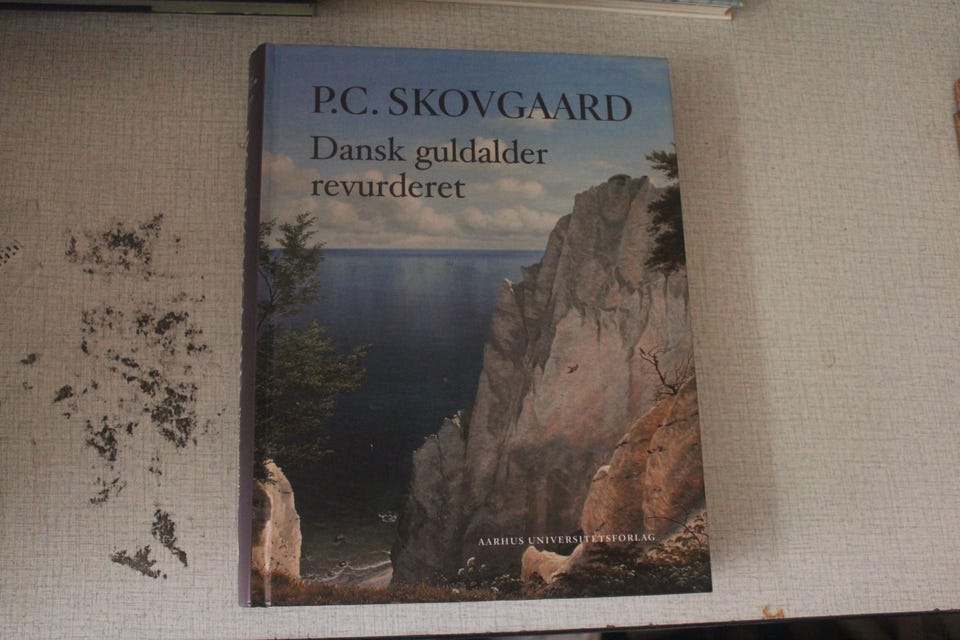 P.C. SKOVGAARD
Dansk guldalder
revurderet
AARHUS UNIVERSITETSFORLAG